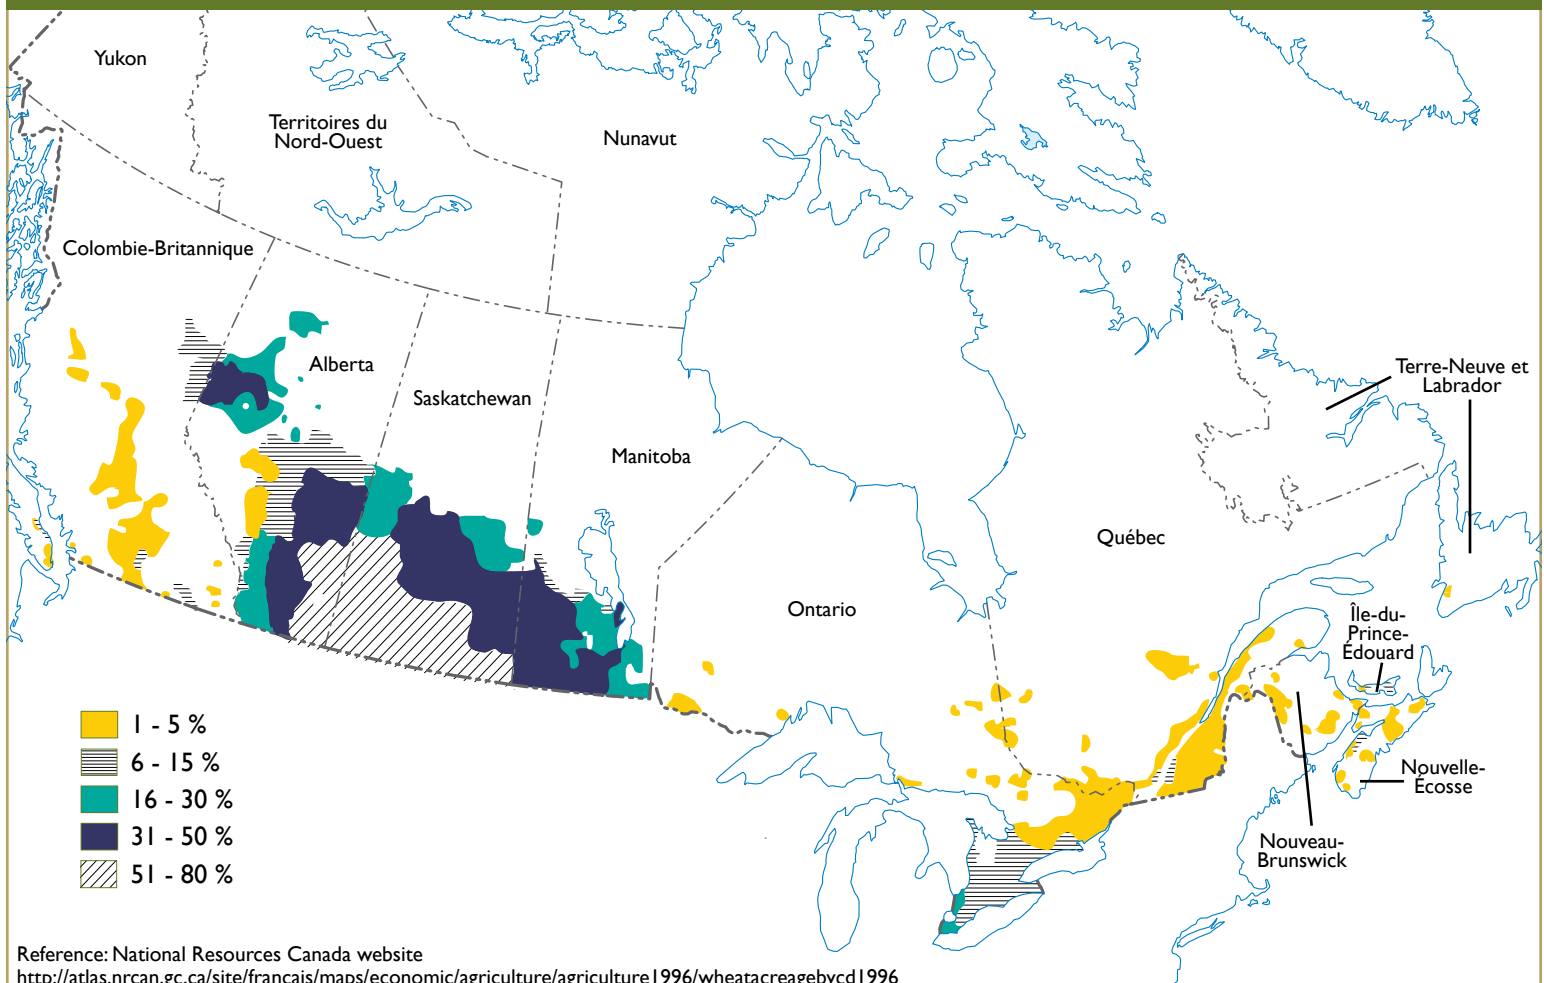 Yukon
Territoires du
Nord-Ouest
Nunavut
Colombie-Britannique
Alberta
Saskatchewan
Manitoba
Ontario
Québec
Terre-Neuve et
Labrador
Île-du-
Prince-
Édouard
Nouvelle-
Écosse
Nouveau-
Brunswick
1 - 5 %
6 - 15 %
16 - 30 %
31 - 50 %
51 - 80 %
Reference: National Resources Canada website
http://atlas.nrcan.gc.ca/site/francais/maps/economic/agriculture/agriculture1996/wheatacreagebycd1996